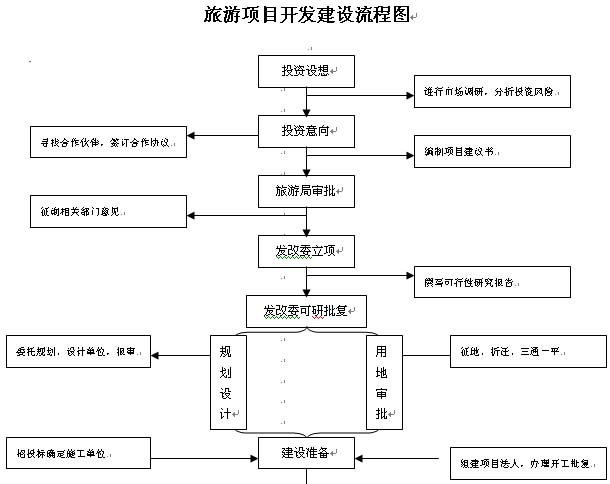 旅游项目开发建设流程图
投资设想
进行市场调研，分析投资风险
投资意向
寻找合作伙伴，签订合作协议
编制项目建议书
旅游局审批
征询相关部门意见
发改委立项
撰写可行性研究报告
发改委可研批复
委托规划，设计单位，报审
规划设计
用地审批
征地，拆迁，三通一平
招投标确定施工单位
建设准备
组建项目法人，办理开工批复